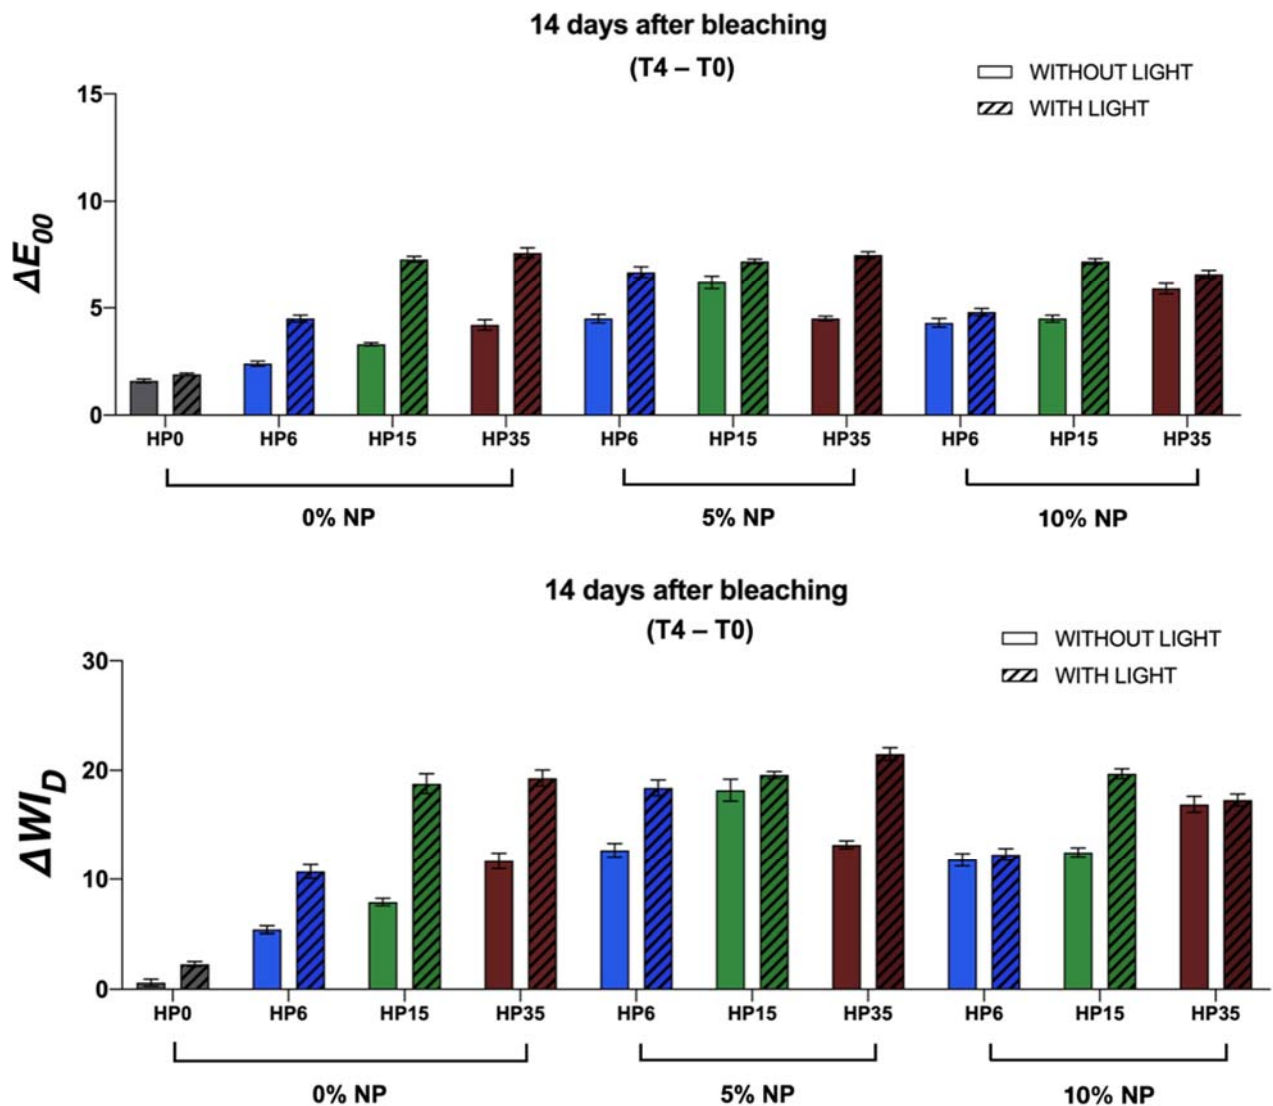 14 days after bleaching
(T4 – T0)
WITHOUT LIGHT
WITH LIGHT
15
10
5
0
ΔE00
HP0 HP6 HP15 HP35 HP6 HP15 HP35 HP6 HP15 HP35
0% NP 5% NP 10% NP
14 days after bleaching
(T4 – T0)
WITHOUT LIGHT
WITH LIGHT
30
20
10
0
ΔWID
HP0 HP6 HP15 HP35 HP6 HP15 HP35 HP6 HP15 HP35
0% NP 5% NP 10% NP